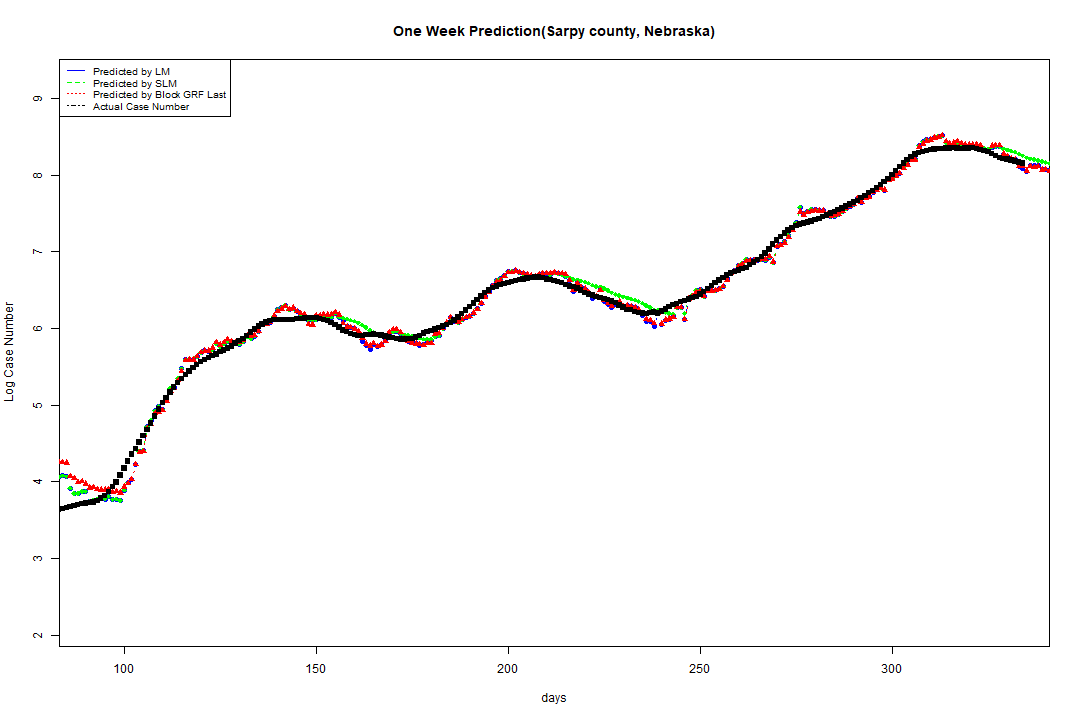 One Week Prediction(Sarpy county, Nebraska)
Predicted by LM
Predicted by SLM
Predicted by Block GRF Last
Actual Case Number
9
8
7
6
5
4
3
2
Log Case Number
100 150 200 250 300
days